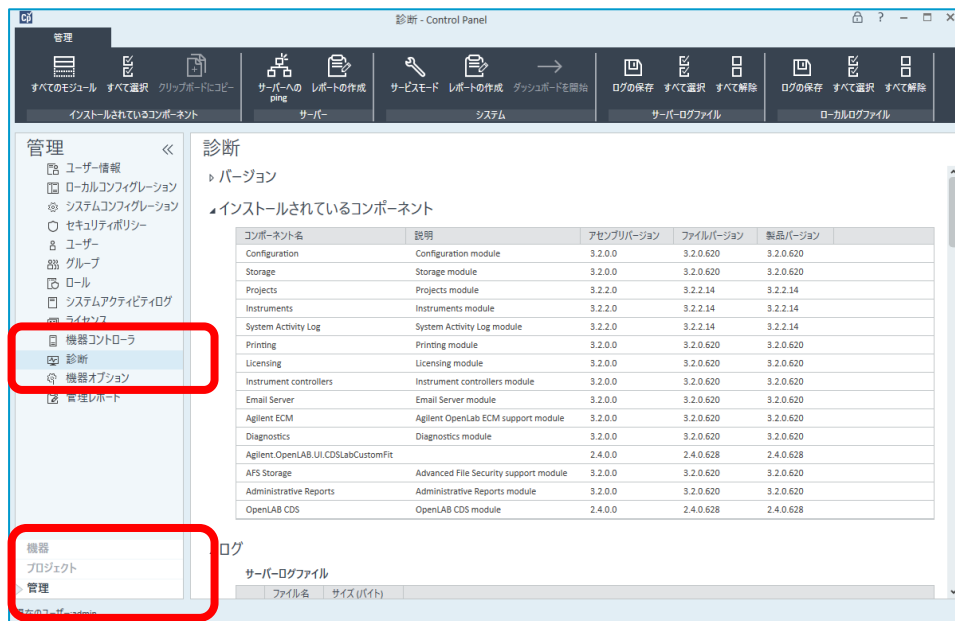 診断 - Control Panel
管理
すべてのモジュール すべて選択 クリップボードにコピー
インストールされているコンポーネント
サーバーへのping レポートの作成
サーバー
サービスモード レポートの作成 ダッシュボードを開始
システム
ログの保存 すべて選択 すべて解除
サーバーログファイル
ログの保存 すべて選択 すべて解除
ローカルログファイル
管理
ユーザー情報
ローカルコンフィグレーション
システムコンフィグレーション
セキュリティポリシー
ユーザー
グループ
ロール
システムアクティビティログ
ライセンス
機器コントローラ
診断
機器オプション
管理レポート
機器
プロジェクト
管理
現在のユーザー:admin
診断
バージョン
インストールされているコンポーネント
コンポーネント名 説明 アセンブリバージョン ファイルバージョン 製品バージョン
Configuration Configuration module 3.2.0.0 3.2.0.620 3.2.0.620
Storage Storage module 3.2.0.0 3.2.0.620 3.2.0.620
Projects Projects module 3.2.2.0 3.2.2.14 3.2.2.14
Instruments Instruments module 3.2.2.0 3.2.2.14 3.2.2.14
System Activity Log System Activity Log module 3.2.2.0 3.2.2.14 3.2.2.14
Printing Printing module 3.2.0.0 3.2.0.620 3.2.0.620
Licensing Licensing module 3.2.0.0 3.2.0.620 3.2.0.620
Instrument controllers Instrument controllers module 3.2.0.0 3.2.0.620 3.2.0.620
Email Server Email Server module 3.2.0.0 3.2.0.620 3.2.0.620
Agilent ECM Agilent OpenLab ECM support module 3.2.0.0 3.2.0.620 3.2.0.620
Diagnostics Diagnostics module 3.2.0.0 3.2.0.620 3.2.0.620
Agilent.OpenLAB.UI.CDSLabCustomFit 2.4.0.0 2.4.0.628 2.4.0.628
AFS Storage Advanced File Security support module 3.2.0.0 3.2.0.620 3.2.0.620
Administrative Reports Administrative Reports module 3.2.0.0 3.2.0.620 3.2.0.620
OpenLAB CDS OpenLAB CDS module 2.4.0.0 2.4.0.628 2.4.0.628
ログ
サーバーログファイル
ファイル名 サイズ (バイト)